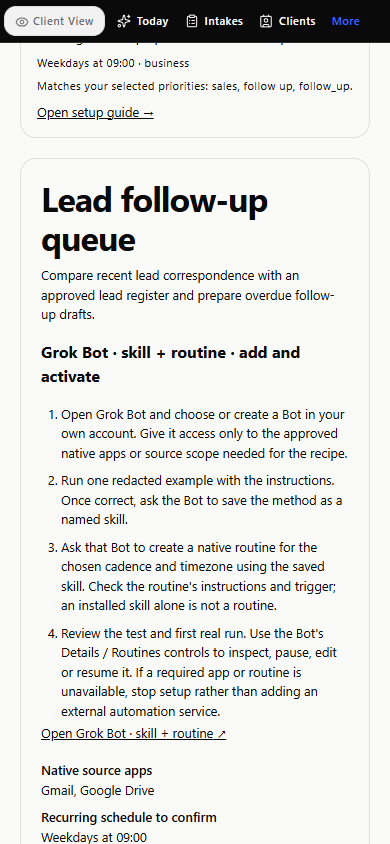 Client View
Today
Intakes
Clients
More
Weekdays at 09:00 · business
Matches your selected priorities: sales, follow up, follow_up.
Open setup guide →
Lead follow-up
queue
Compare recent lead correspondence with an
approved lead register and prepare overdue follow-
up drafts.
Grok Bot · skill + routine · add and
activate
1. Open Grok Bot and choose or create a Bot in your
own account. Give it access only to the approved
native apps or source scope needed for the recipe.
2. Run one redacted example with the instructions.
Once correct, ask the Bot to save the method as a
named skill.
3. Ask that Bot to create a native routine for the
chosen cadence and timezone using the saved
skill. Check the routine's instructions and trigger;
an installed skill alone is not a routine.
4. Review the test and first real run. Use the Bot's
Details / Routines controls to inspect, pause, edit
or resume it. If a required app or routine is
unavailable, stop setup rather than adding an
external automation service.
Open Grok Bot · skill + routine ↗
Native source apps
Gmail, Google Drive
Recurring schedule to confirm
Weekdays at 09:00